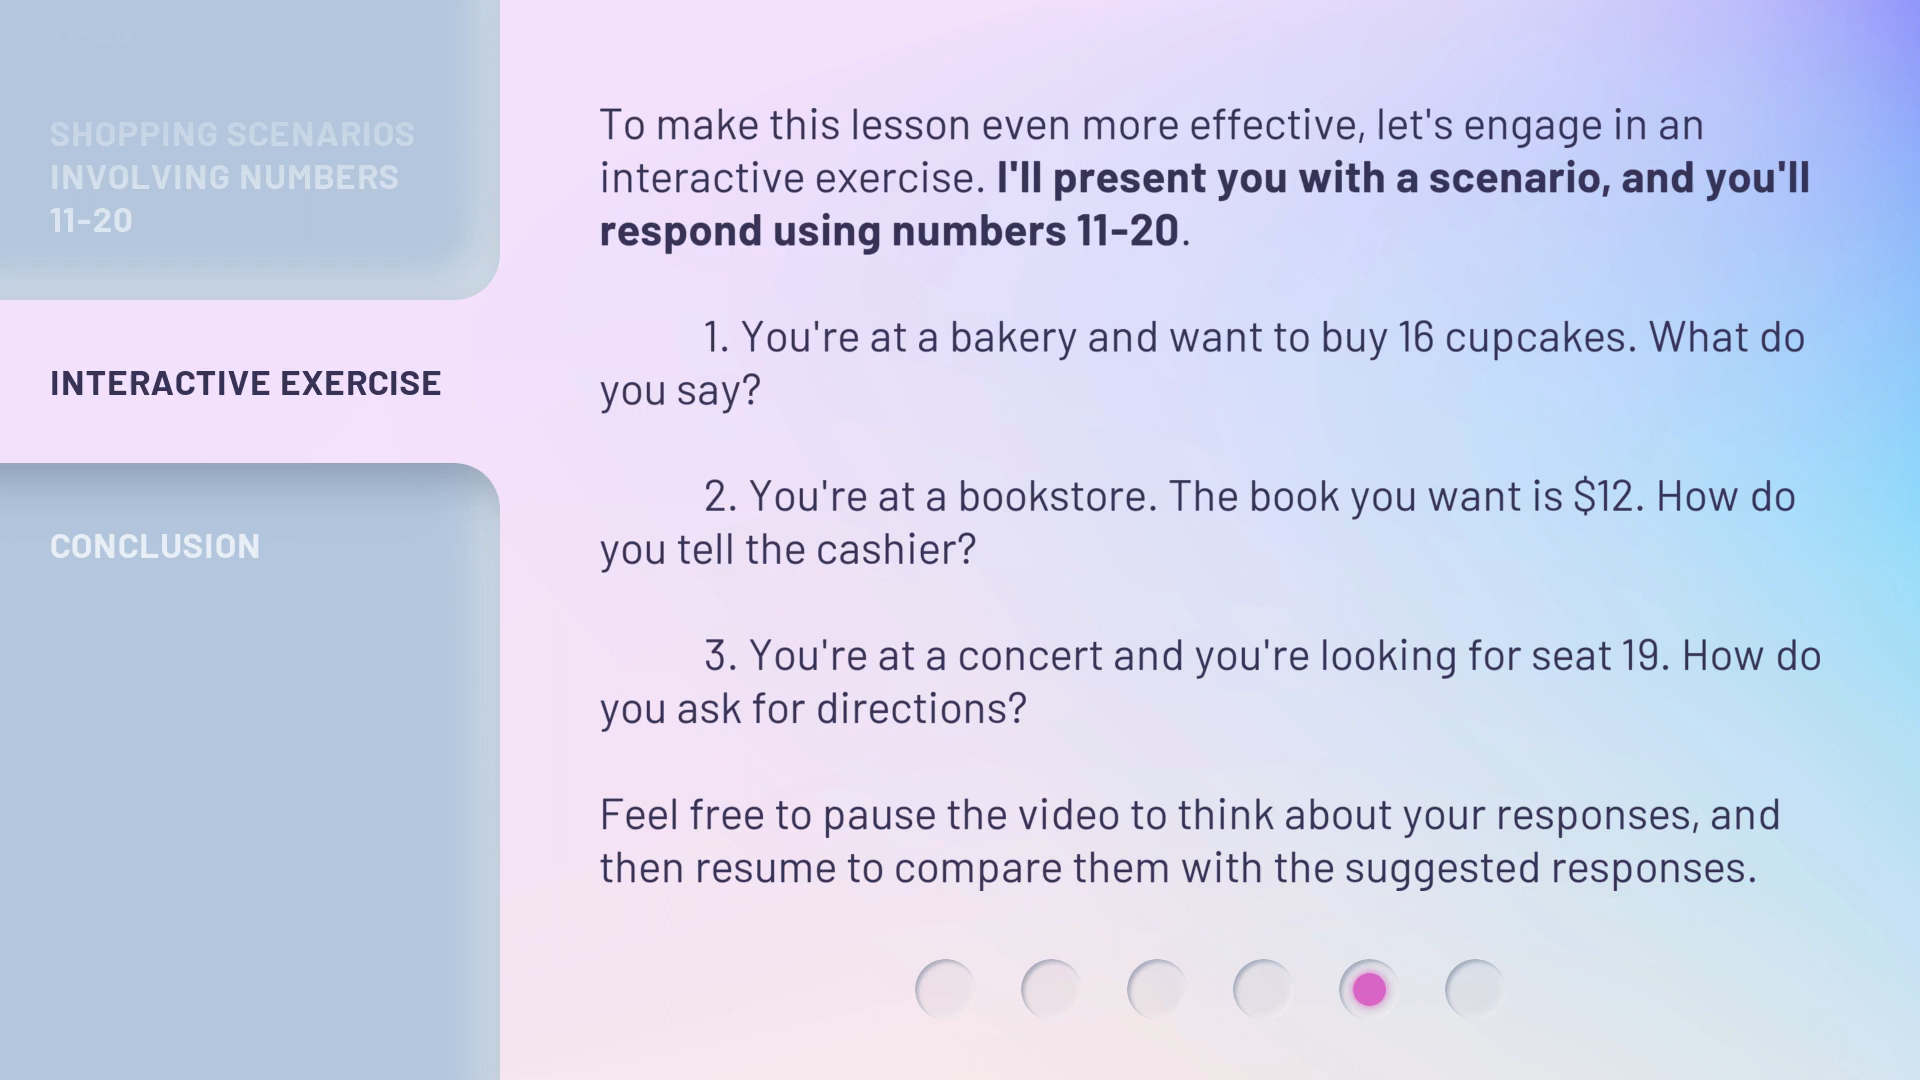 11-20
SHOPPING SCENARIOS
INVOLVING NUMBERS
11-20
INTERACTIVE EXERCISE
CONCLUSION
To make this lesson even more effective, let's engage in an
interactive exercise. I'll present you with a scenario, and you'll
respond using numbers 11-20.
1. You're at a bakery and want to buy 16 cupcakes. What do
you say?
2. You're at a bookstore. The book you want is $12. How do
you tell the cashier?
3. You're at a concert and you're looking for seat 19. How do
you ask for directions?
Feel free to pause the video to think about your responses, and
then resume to compare them with the suggested responses.